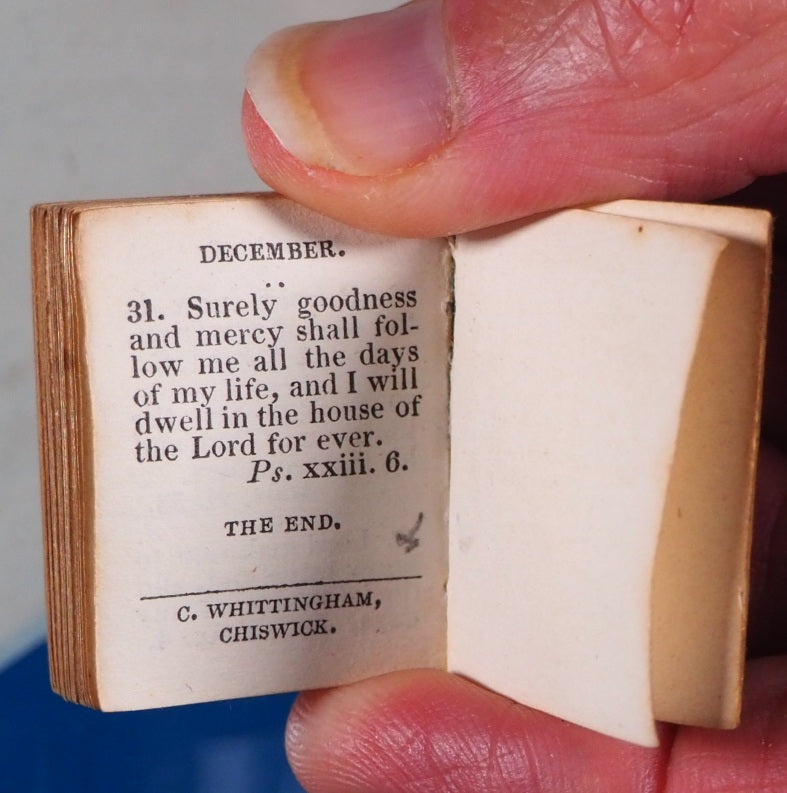 DECEMBER.
31. Surely goodness
and mercy shall fol-
low me all the days
of my life, and I will
dwell in the house of
the Lord for ever.
Ps. xxiii. 6.
THE END.
C. WHITTINGHAM,
CHISWICK.